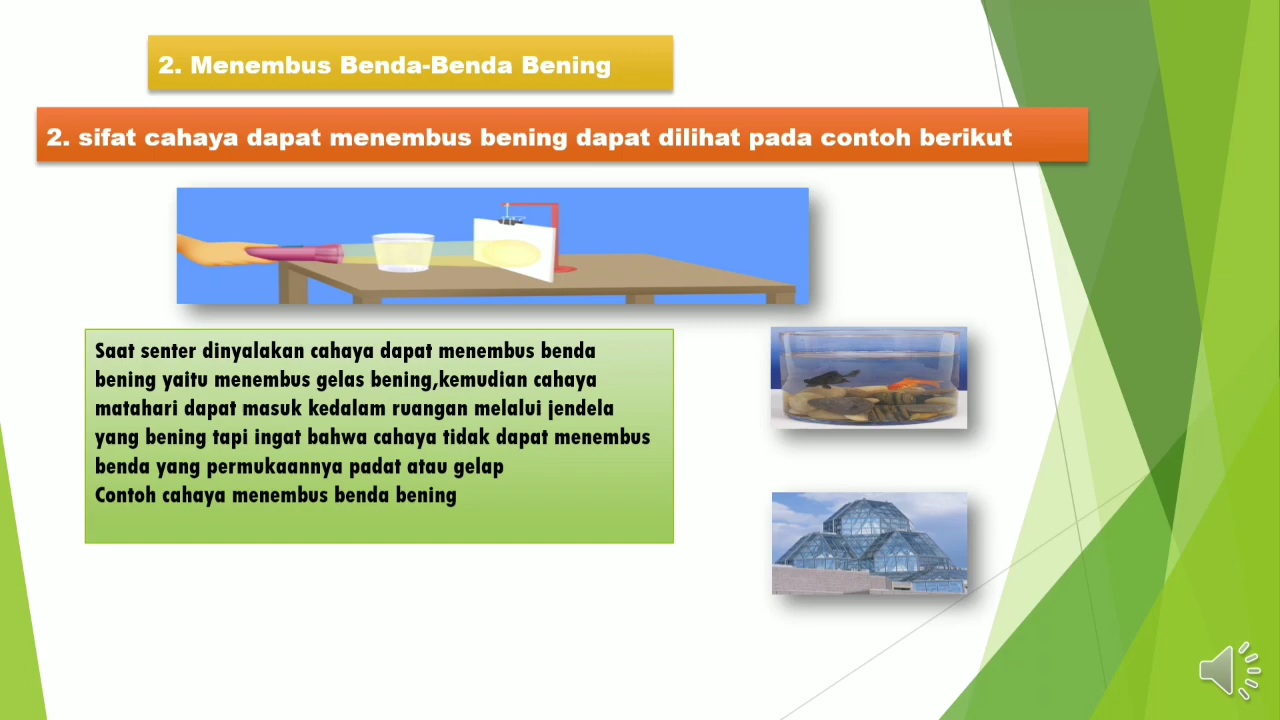 2. Menembus Benda-Benda Bening
2. sifat cahaya dapat menembus bening dapat dilihat pada contoh berikut
Saat senter dinyalakan cahaya dapat menembus benda
bening yaitu menembus gelas bening,kemudian cahaya
matahari dapat masuk kedalam ruangan melalui jendela
yang bening tapi ingat bahwa cahaya tidak dapat menembus
benda yang permukaannya padat atau gelap
Contoh cahaya menembus benda bening